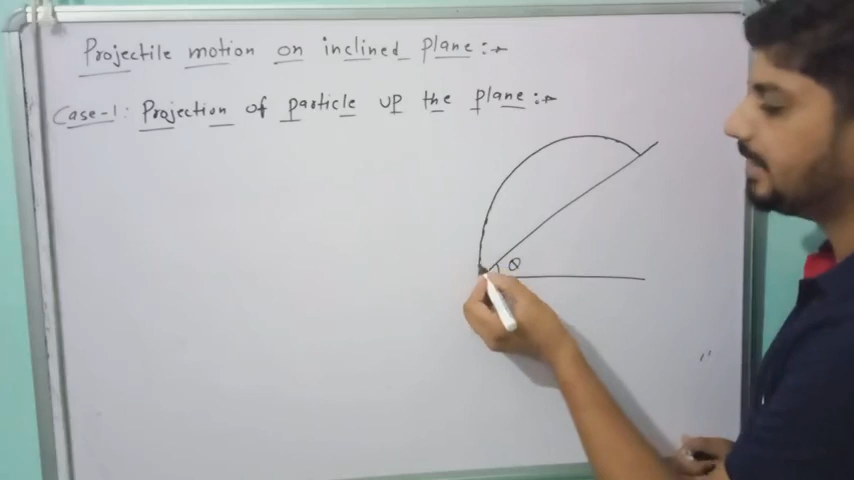 Projectile motion on inclined plane :-
Case-1: Projection of particle up the plane :-
θ